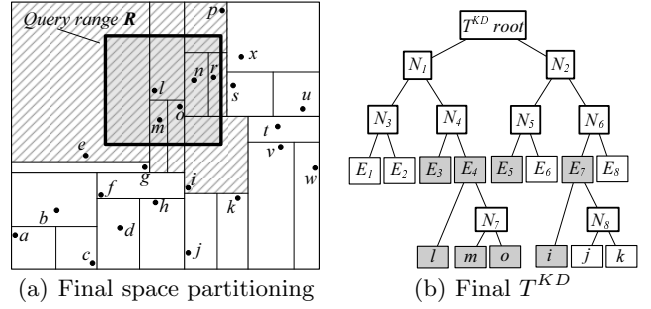 Query range R
p
x
n
r
l
s
u
o
m
t
v
e
g
i
w
f
k
h
b
d
a
c
j
(a) Final space partitioning
T^KD root
N1
N2
N3
N4
N5
N6
E1 E2 E3 E4 E5 E6 E7 E8
N7
N8
l m o i j k
(b) Final T^KD